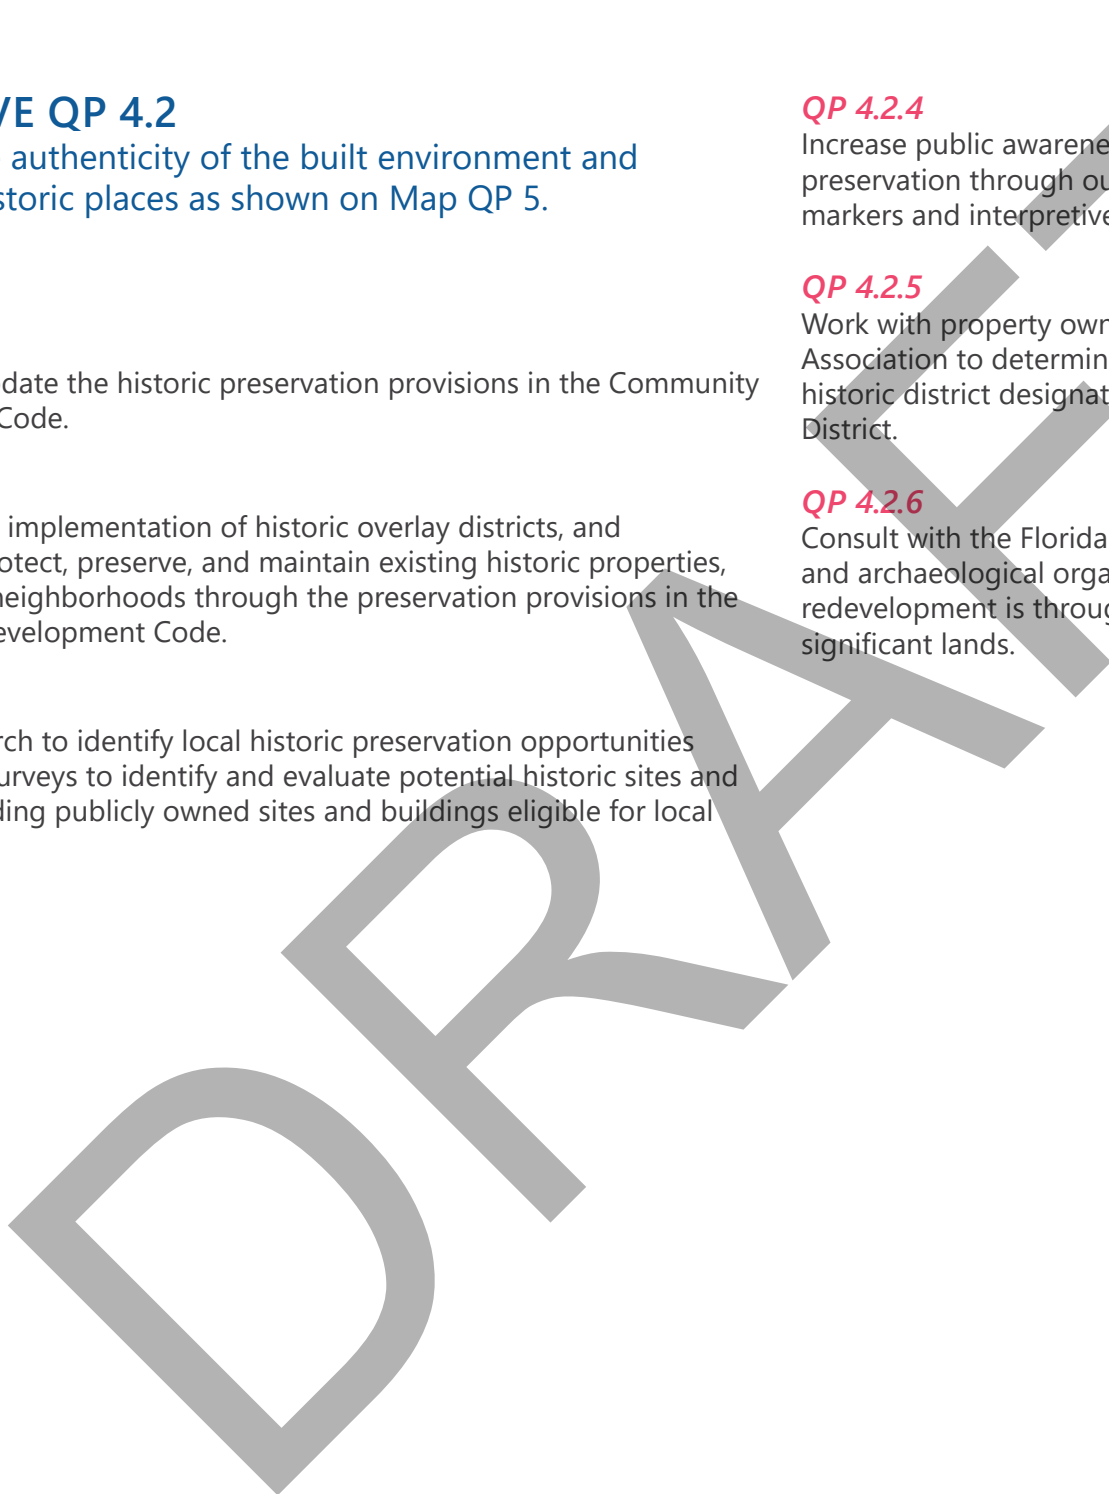 VE QP 4.2
authenticity of the built environment and
storic places as shown on Map QP 5.
date the historic preservation provisions in the Community
Code.
implementation of historic overlay districts, and
otect, preserve, and maintain existing historic properties,
neighborhoods through the preservation provisions in the
evelopment Code.
rch to identify local historic preservation opportunities
urveys to identify and evaluate potential historic sites and
ding publicly owned sites and buildings eligible for local
QP 4.2.4
Increase public awarene
preservation through ou
markers and interpretive
QP 4.2.5
Work with property own
Association to determin
historic district designat
District.
QP 4.2.6
Consult with the Florida
and archaeological orga
redevelopment is throug
significant lands.
DRAFT